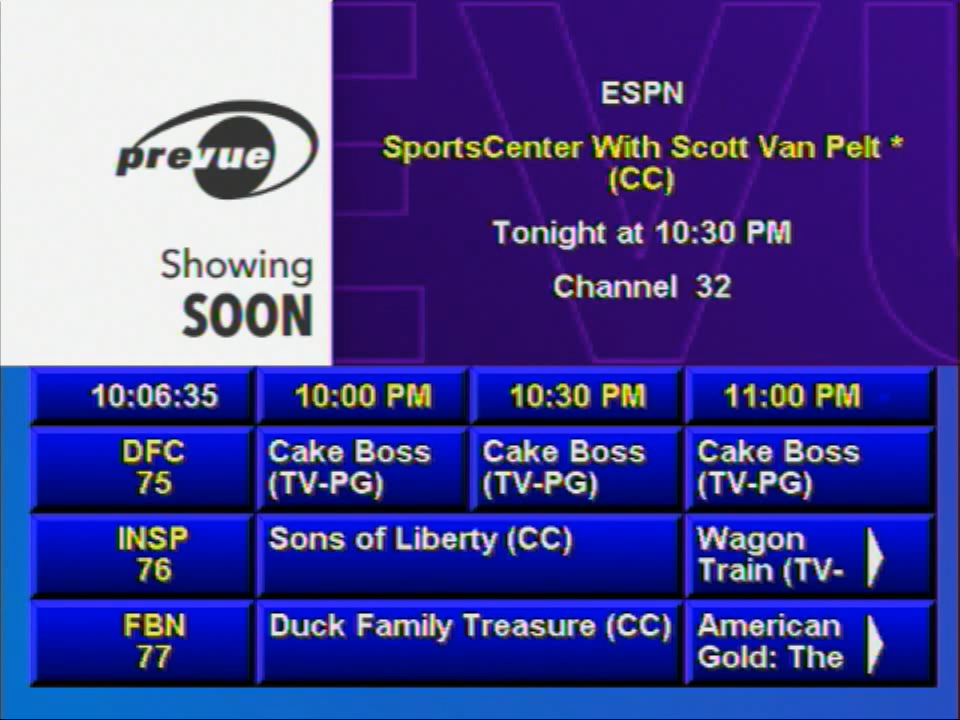 prevue
Showing
SOON
ESPN
SportsCenter With Scott Van Pelt *
(CC)
Tonight at 10:30 PM
Channel 32
10:06:35 10:00 PM 10:30 PM 11:00 PM
DFC Cake Boss Cake Boss Cake Boss
75 (TV-PG) (TV-PG) (TV-PG)
INSP Sons of Liberty (CC) Wagon
76 Train (TV-
FBN Duck Family Treasure (CC) American
77 Gold: The